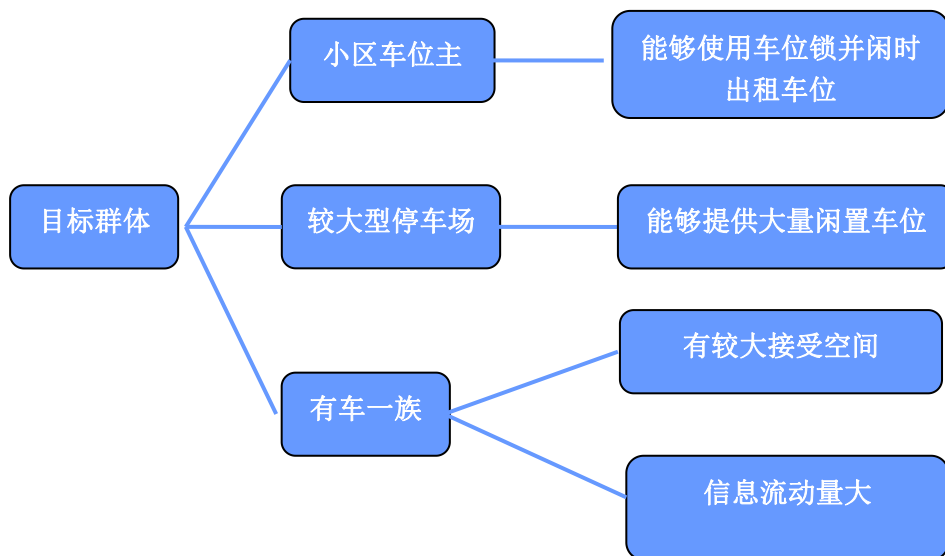 目标群体
小区车位主
能够使用车位锁并闲时
出租车位
较大型停车场
能够提供大量闲置车位
有车一族
有较大接受空间
信息流动量大